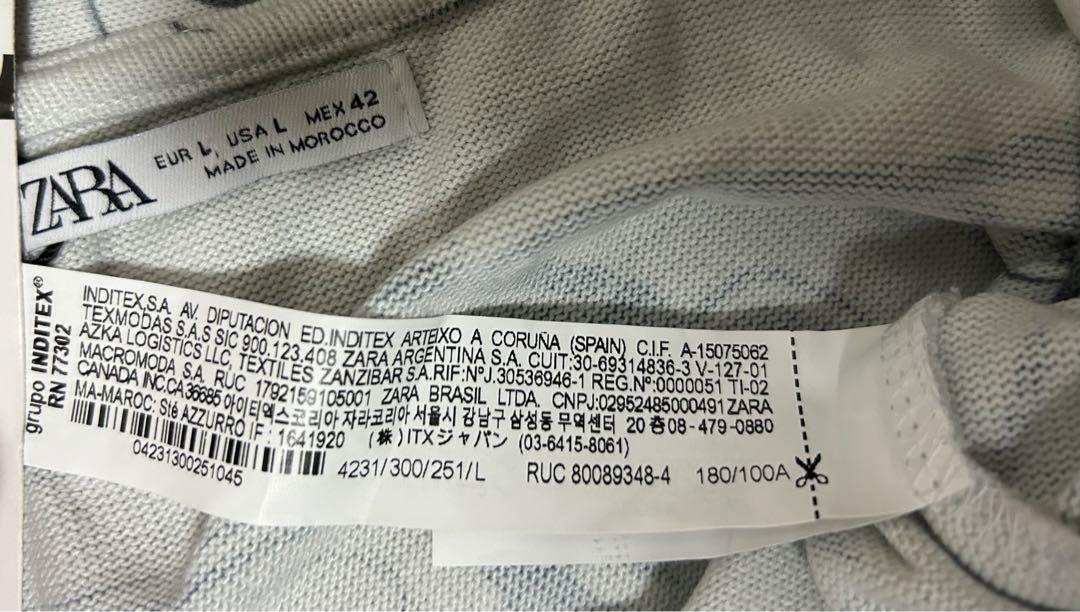 ZARA
EUR L, USA L MEX 42
MADE IN MOROCCO
grupo INDITEX®
RN 77302
INDITEX,S.A. AV. DIPUTACION ED.INDITEX ARTEIXO A CORUÑA (SPAIN) C.I.F. A-15075062
TEXMODAS S.A.S SIC 900.123.408 ZARA ARGENTINA S.A. CUIT:30-69314836-3 V-127-01
AZKA LOGISTICS LLC, TEXTILES ZANZIBAR S.A.RIF:NºJ.30536946-1 REG.Nº:0000051 TI-02
MACROMODA S.A. RUC 1792159105001 ZARA BRASIL LTDA. CNPJ:02952485000491 ZARA
CANADA INC.CA36685 아이티엑스코리아 자라코리아 서울시 강남구 삼성동 무역센터 20층 08-479-0880
MA-MAROC: Sté AZZURRO IF: 1641920 (株)ITXジャパン (03-6415-8061)
04231300251045
4231/300/251/L RUC 80089348-4 180/100A